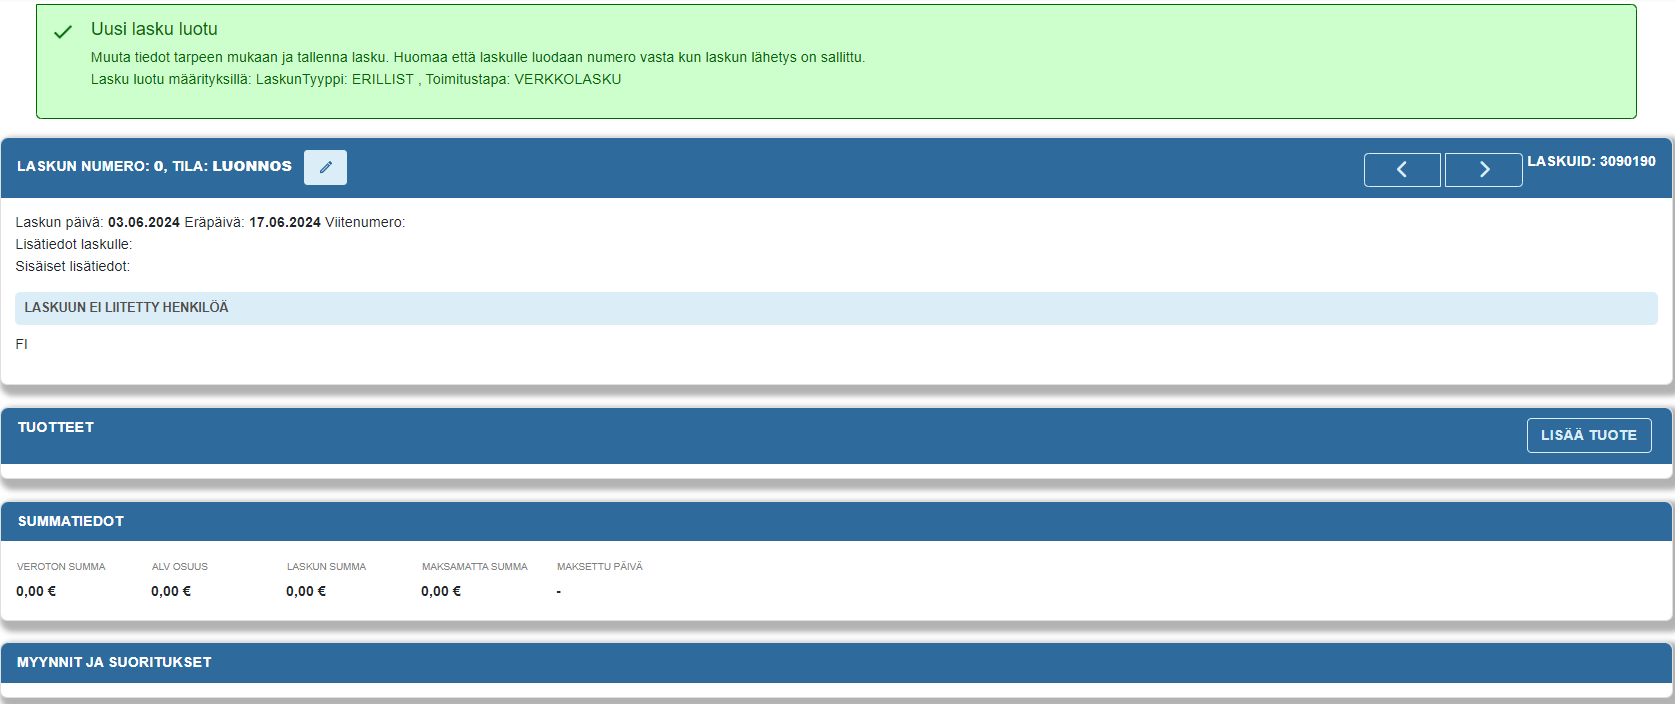 Uusi lasku luotu
Muuta tiedot tarpeen mukaan ja tallenna lasku. Huomaa että laskulle luodaan numero vasta kun laskun lähetys on sallittu.
Lasku luotu määrityksillä: LaskunTyyppi: ERILLIST , Toimitustapa: VERKKOLASKU
LASKUN NUMERO: 0, TILA: LUONNOS
LASKUID: 3090190
Laskun päivä: 03.06.2024 Eräpäivä: 17.06.2024 Viitenumero:
Lisätiedot laskulle:
Sisäiset lisätiedot:
LASKUUN EI LIITETTY HENKILÖÄ
FI
TUOTTEET
LISÄÄ TUOTE
SUMMATIEDOT
VEROTON SUMMA ALV OSUUS LASKUN SUMMA MAKSAMATTA SUMMA MAKSETTU PÄIVÄ
0,00 € 0,00 € 0,00 € 0,00 € -
MYYNNIT JA SUORITUKSET